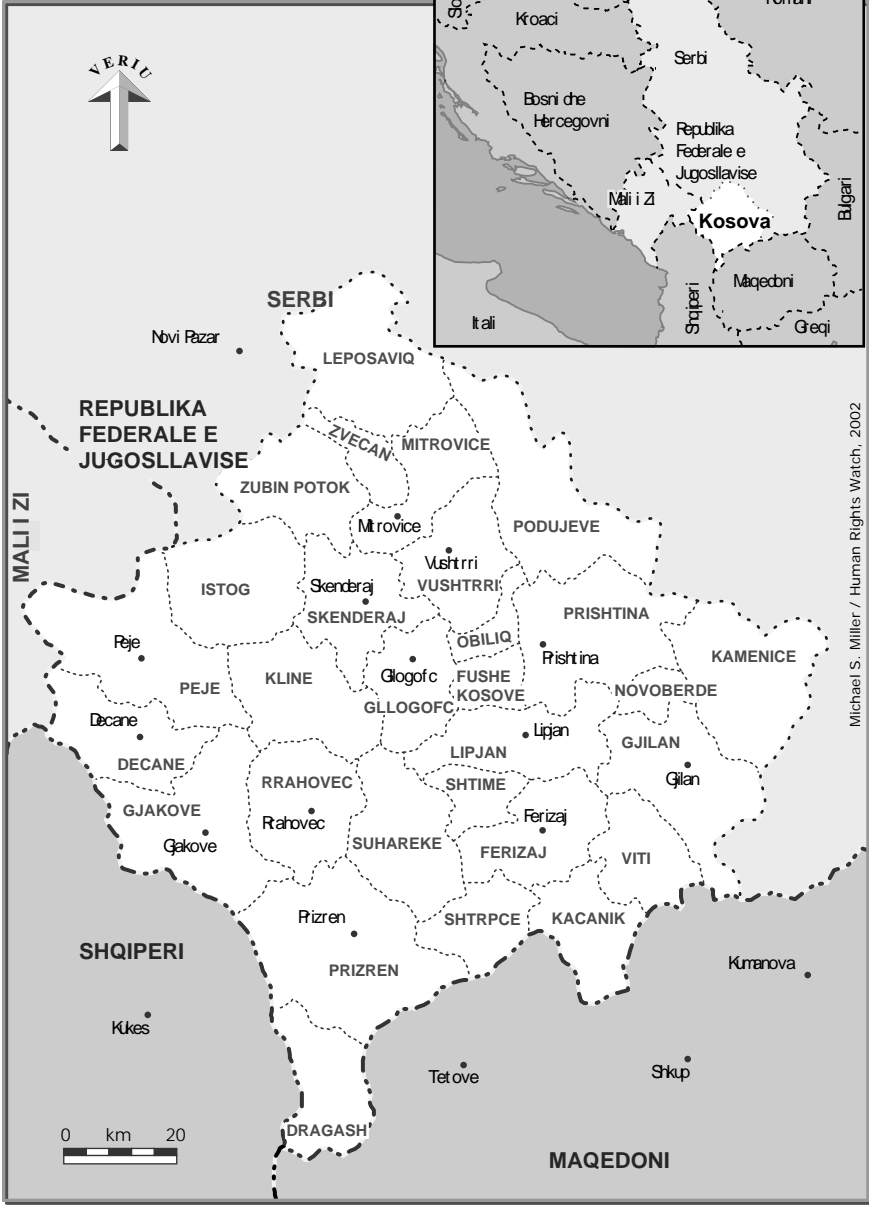 VERIU
Kroaci
Serbi
Bosni dhe
Hercegovni
Republika
Federale e
Jugosllavise
Mali i Zi
Kosova
Bulgari
Maqedoni
Shqiperi
Itali
Greqi
SERBI
Novi Pazar
LEPOSAVIQ
REPUBLIKA
FEDERALE E
JUGOSLLAVISE
ZVECAN
MITROVICE
ZUBIN POTOK
MALI I ZI
Mitrovice
PODUJEVE
Vushtrri
VUSHTRRI
ISTOG
Skenderaj
SKENDERAJ
PRISHTINA
OBILIQ
Prishtina
Peje
PEJE
KLINE
Gllogofc
GLLOGOFC
FUSHE
KOSOVE
KAMENICE
NOVOBERDE
Decane
DECANE
Lipjan
LIPJAN
GJILAN
Gjilan
SHTIME
RRAHOVEC
Rrahovec
GJAKOVE
Gjakove
SUHAREKE
Ferizaj
FERIZAJ
VITI
Prizren
PRIZREN
SHTRPCE
KACANIK
SHQIPERI
Kumanova
Kukes
Tetove
Shkup
DRAGASH
0 km 20
MAQEDONI
Michael S. Miller / Human Rights Watch, 2002